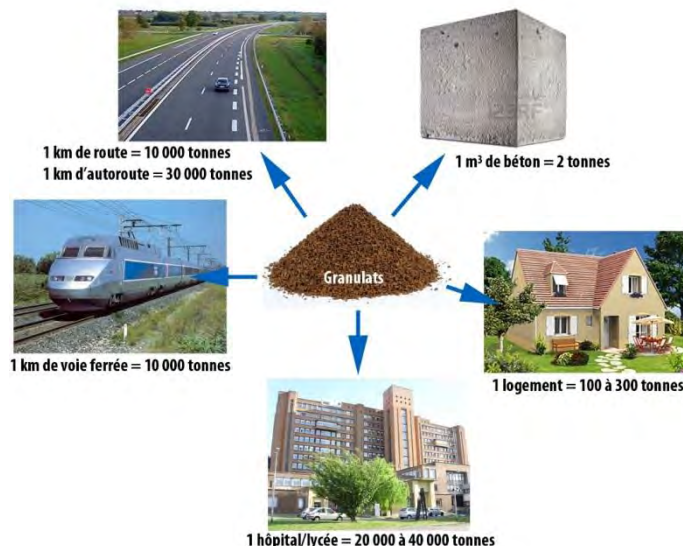 1 km de route = 10 000 tonnes
1 km d'autoroute = 30 000 tonnes
1 m³ de béton = 2 tonnes
Granulats
1 km de voie ferrée = 10 000 tonnes
1 logement = 100 à 300 tonnes
1 hôpital/lycée = 20 000 à 40 000 tonnes